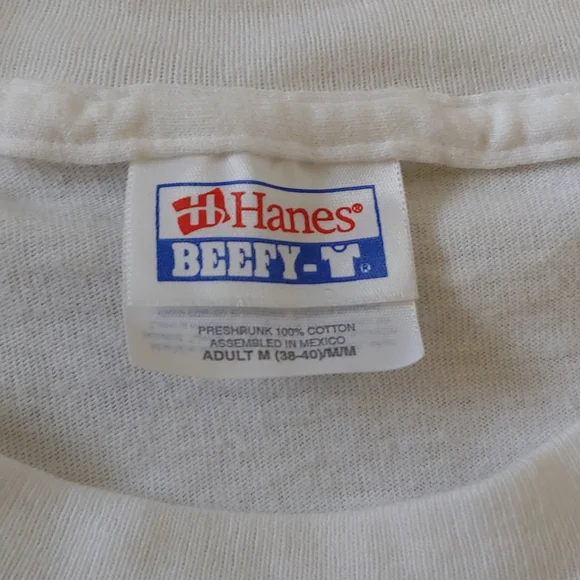 Hanes®
BEEFY-T®
PRESHRUNK 100% COTTON
ASSEMBLED IN MEXICO
ADULT M (38-40)/M/M